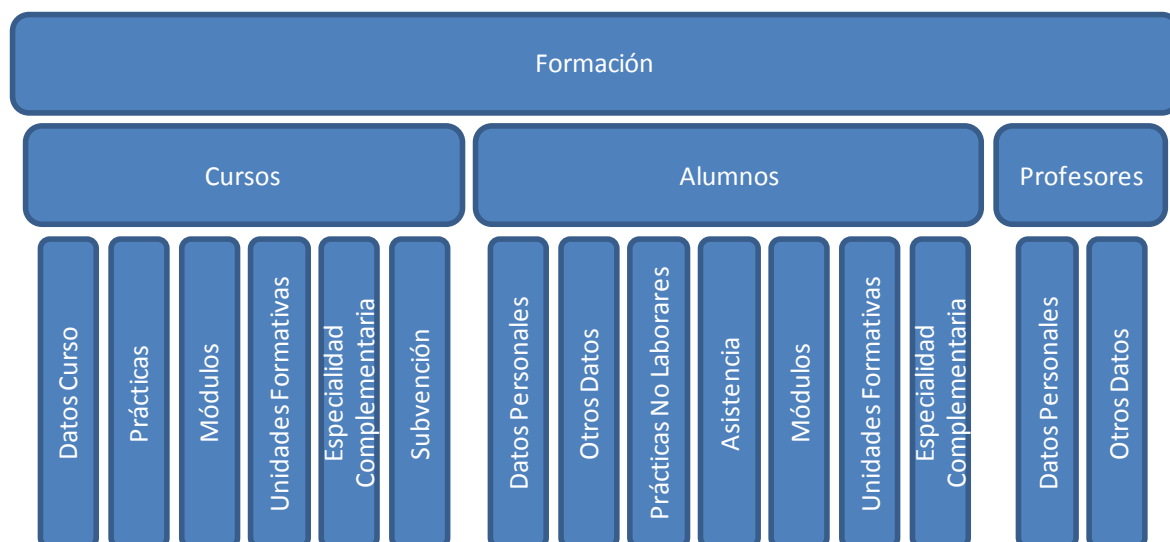 Formación
Cursos
Alumnos
Profesores
Datos Curso
Prácticas
Módulos
Unidades Formativas
Especialidad
Complementaria
Subvención
Datos Personales
Otros Datos
Prácticas No Laborares
Asistencia
Módulos
Unidades Formativas
Especialidad
Complementaria
Datos Personales
Otros Datos